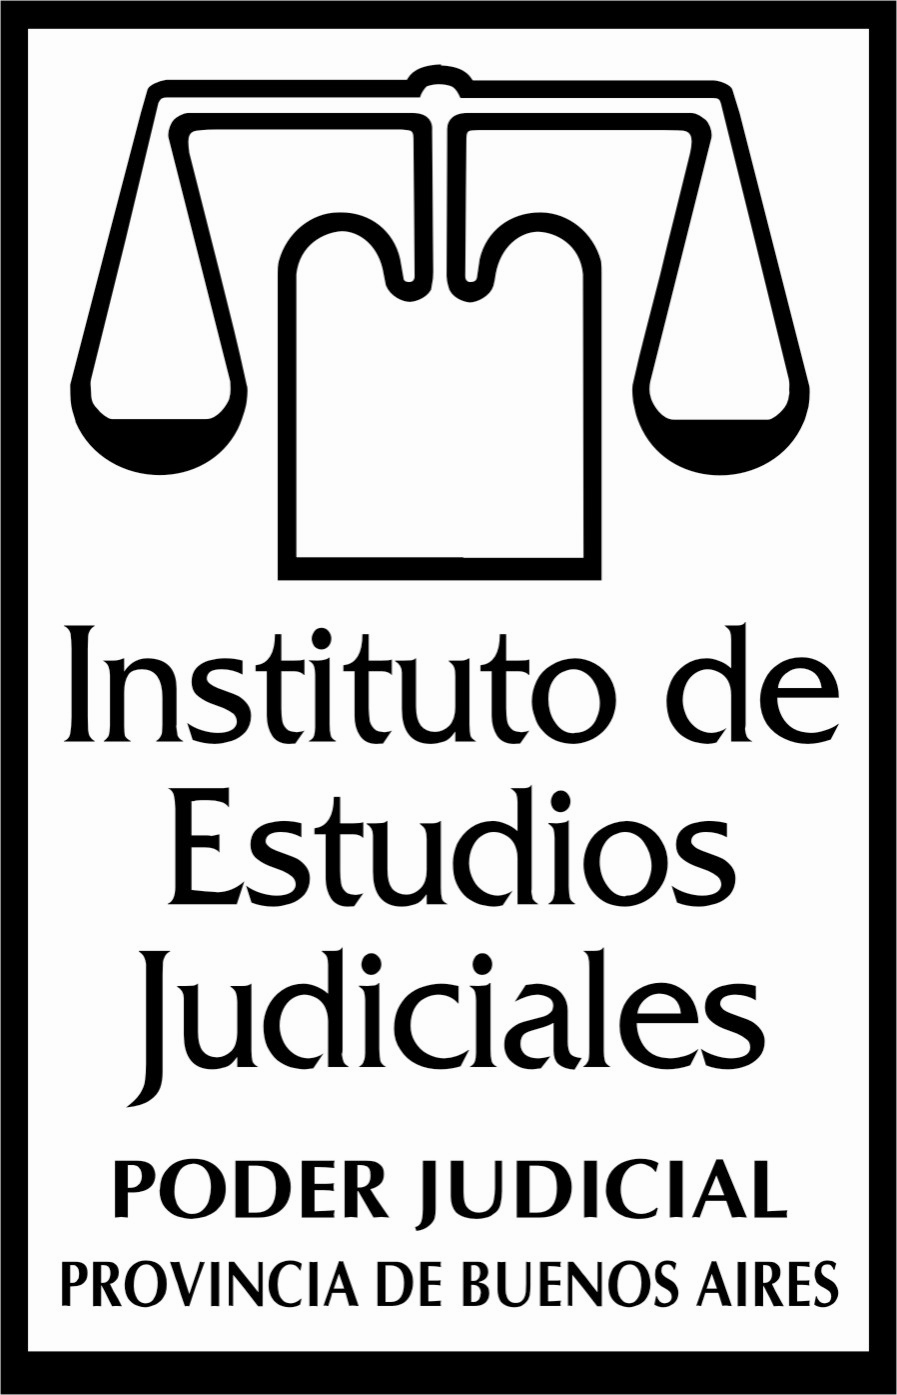 Instituto de
Estudios
Judiciales
PODER JUDICIAL
PROVINCIA DE BUENOS AIRES